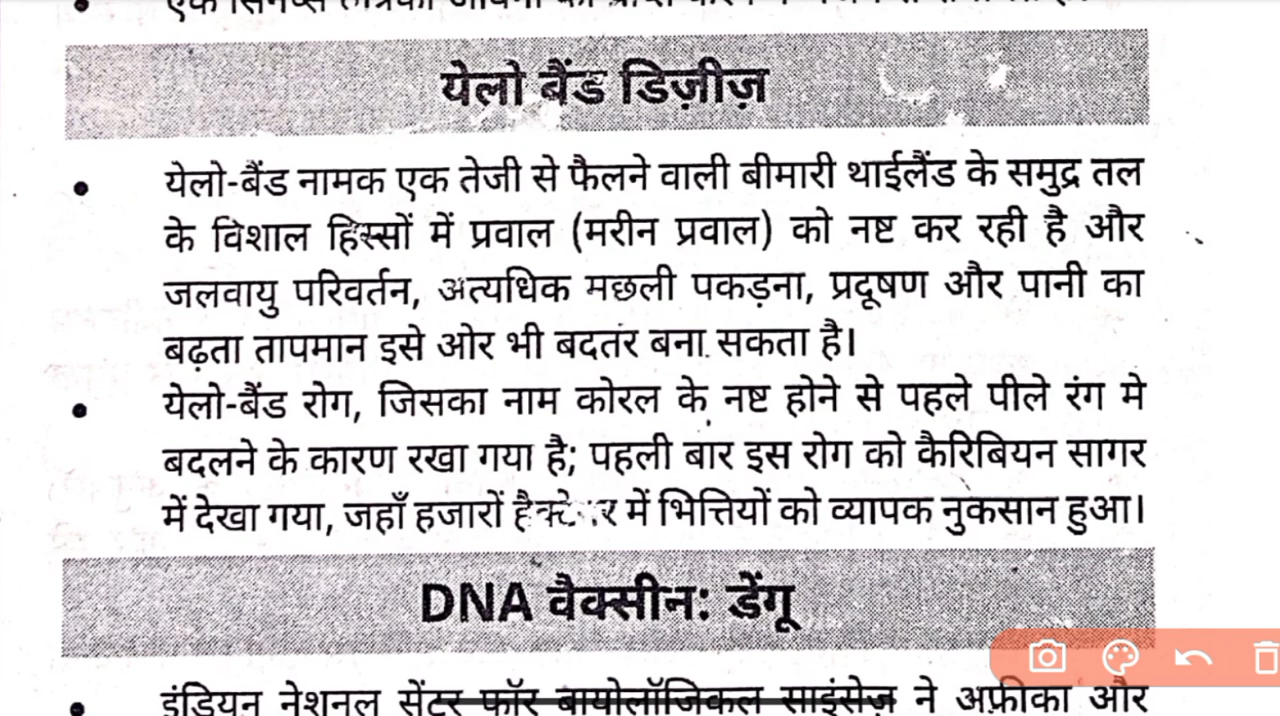 येलो बैंड डिज़ीज़
• येलो-बैंड नामक एक तेजी से फैलने वाली बीमारी थाईलैंड के समुद्र तल
के विशाल हिस्सों में प्रवाल (मरीन प्रवाल) को नष्ट कर रही है और
जलवायु परिवर्तन, अत्यधिक मछली पकड़ना, प्रदूषण और पानी का
बढ़ता तापमान इसे ओर भी बदतर बना सकता है।
• येलो-बैंड रोग, जिसका नाम कोरल के नष्ट होने से पहले पीले रंग मे
बदलने के कारण रखा गया है; पहली बार इस रोग को कैरिबियन सागर
में देखा गया, जहाँ हजारों में भित्तियों को व्यापक नुकसान हुआ।
DNA वैक्सीन: डेंगू
• इंडियन नेशनल सेंटर फॉर बायोलॉजिकल साइंसेज़ ने अफ़्रीका और